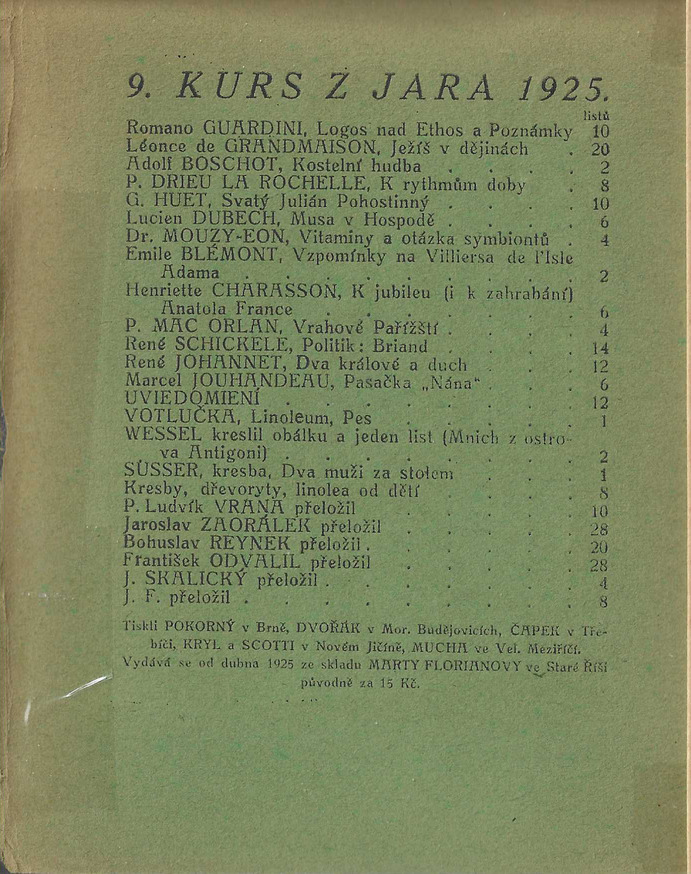 9. KURS Z JARA 1925.
listů
Romano GUARDINI, Logos nad Ethos a Poznámky 10
Léonce de GRANDMAISON, Ježíš v dějinách . 20
Adolf BOSCHOT, Kostelní hudba . . . . 2
P. DRIEU LA ROCHELLE, K rythmům doby . 8
G. HUET, Svatý Julián Pohostinný . . . . 10
Lucien DUBECH, Musa v Hospodě . . . . 6
Dr. MOUZY-EON, Vitaminy a otázka symbiontů . 4
Emile BLÉMONT, Vzpomínky na Villiersa de l'Isle
Adama . . . . . . . . . 2
Henriette CHARASSON, K jubileu (i k zahrabání)
Anatola France . . . . . . . 6
P. MAC ORLAN, Vrahové Pařížští . . . . 4
René SCHICKELE, Politik: Briand . . . . 14
René JOHANNET, Dva králové a duch . . . 12
Marcel JOUHANDEAU, Pasačka „Nána“ . . . 6
UVIEDOMIENÍ . . . . . . . . 12
VOTLUČKA, Linoleum, Pes . . . . . 1
WESSEL kreslil obálku a jeden list (Mnich z ostro-
va Antigoni) . . . . . . . . 2
SÜSSER, kresba, Dva muži za stolem . . . 1
Kresby, dřevoryty, linolea od dětí . . . . 8
P. Ludvík VRÁNA přeložil . . . . . 10
Jaroslav ZAORÁLEK přeložil . . . . . 28
Bohuslav REYNEK přeložil . . . . . . 20
František ODVALIL přeložil . . . . . 28
J. SKALICKÝ přeložil . . . . . . . 4
J. F. přeložil . . . . . . . . . 8
Tiskli POKORNÝ v Brně, DVOŘÁK v Mor. Budějovicích, ČAPEK v Tře-
bíči, KRYL a SCOTTI v Novém Jičíně, MUCHA ve Vel. Meziříčí.
Vydává se od dubna 1925 ze skladu MARTY FLORIANOVY ve Staré Říši
původně za 15 Kč.